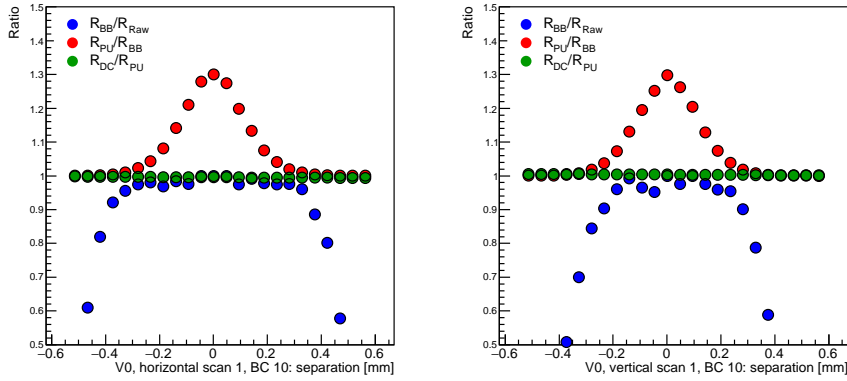 Ratio
1.5
1.4
1.3
1.2
1.1
1.0
0.9
0.8
0.7
0.6
0.5
R_BB/R_Raw
R_PU/R_BB
R_DC/R_PU
−0.6 −0.4 −0.2 0 0.2 0.4 0.6
V0, horizontal scan 1, BC 10: separation [mm]
Ratio
1.5
1.4
1.3
1.2
1.1
1.0
0.9
0.8
0.7
0.6
0.5
R_BB/R_Raw
R_PU/R_BB
R_DC/R_PU
−0.6 −0.4 −0.2 0 0.2 0.4 0.6
V0, vertical scan 1, BC 10: separation [mm]